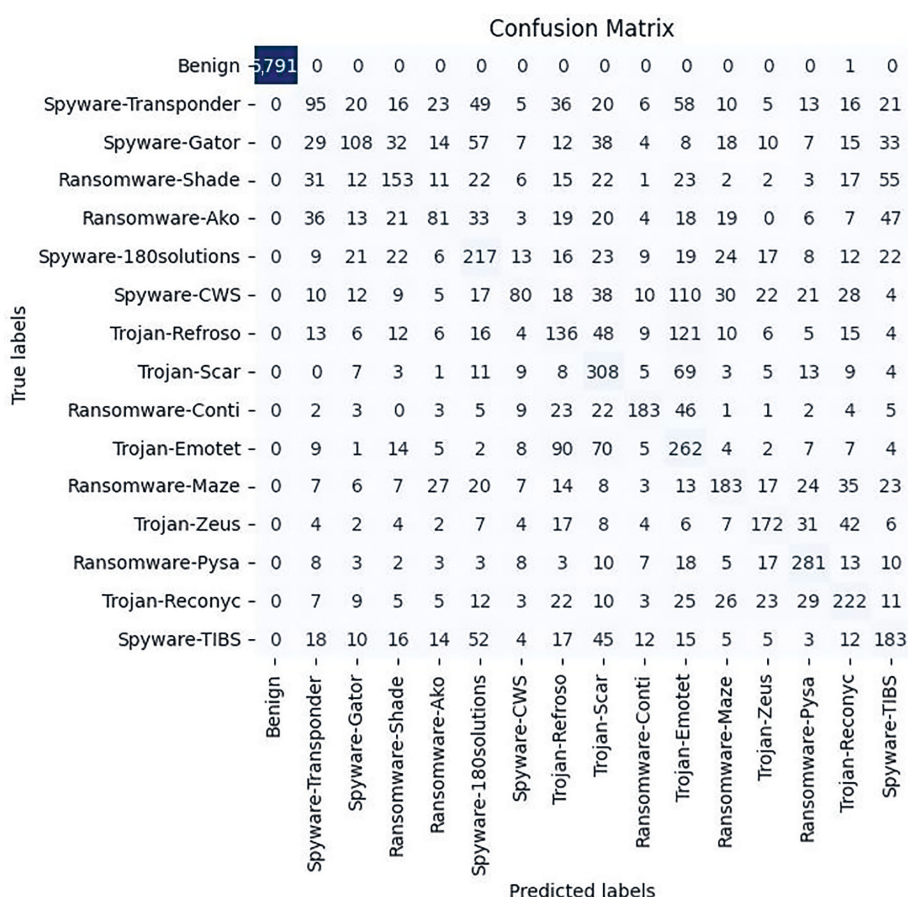 Confusion Matrix
Benign 5,791 0 0 0 0 0 0 0 0 0 0 0 0 0 1 0
Spyware-Transponder 0 95 20 16 23 49 5 36 20 6 58 10 5 13 16 21
Spyware-Gator 0 29 108 32 14 57 7 12 38 4 8 18 10 7 15 33
Ransomware-Shade 0 31 12 153 11 22 6 15 22 1 23 2 2 3 17 55
Ransomware-Ako 0 36 13 21 81 33 3 19 20 4 18 19 0 6 7 47
Spyware-180solutions 0 9 21 22 6 217 13 16 23 9 19 24 17 8 12 22
Spyware-CWS 0 10 12 9 5 17 80 18 38 10 110 30 22 21 28 4
Trojan-Refroso 0 13 6 12 6 16 4 136 48 9 121 10 6 5 15 4
Trojan-Scar 0 0 7 3 1 11 9 8 308 5 69 3 5 13 9 4
Ransomware-Conti 0 2 3 0 3 5 9 23 22 183 46 1 1 2 4 5
Trojan-Emotet 0 9 1 14 5 2 8 90 70 5 262 4 2 7 7 4
Ransomware-Maze 0 7 6 7 27 20 7 14 8 3 13 183 17 24 35 23
Trojan-Zeus 0 4 2 4 2 7 4 17 8 4 6 7 172 31 42 6
Ransomware-Pysa 0 8 3 2 3 3 8 3 10 7 18 5 17 281 13 10
Trojan-Reconyc 0 7 9 5 5 12 3 22 10 3 25 26 23 29 222 11
Spyware-TIBS 0 18 10 16 14 52 4 17 45 12 15 5 5 3 12 183
True labels
Benign
Spyware-Transponder
Spyware-Gator
Ransomware-Shade
Ransomware-Ako
Spyware-180solutions
Spyware-CWS
Trojan-Refroso
Trojan-Scar
Ransomware-Conti
Trojan-Emotet
Ransomware-Maze
Trojan-Zeus
Ransomware-Pysa
Trojan-Reconyc
Spyware-TIBS
Predicted labels